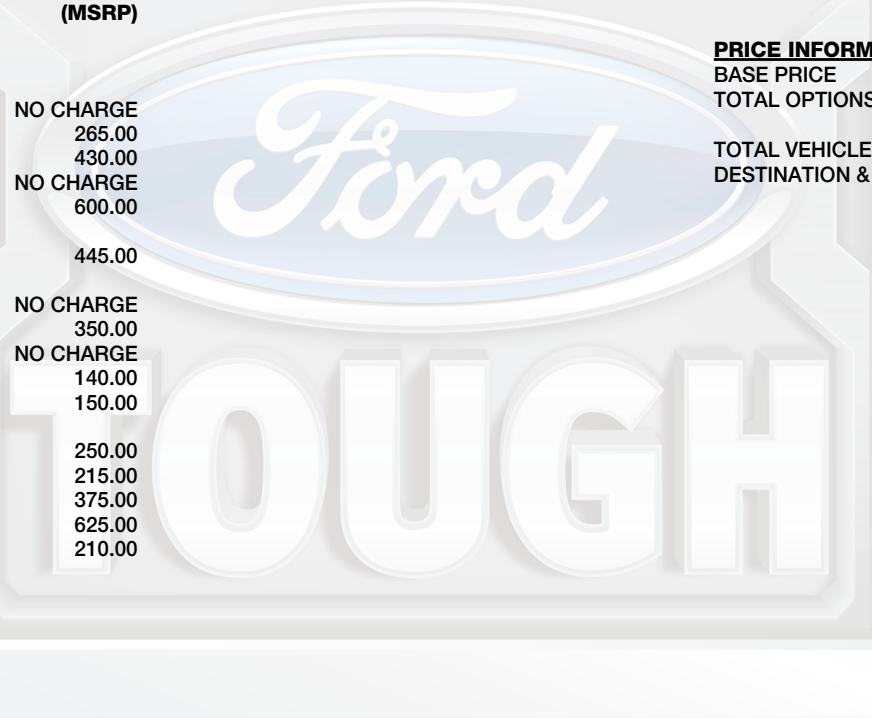 (MSRP)
NO CHARGE
265.00
430.00
NO CHARGE
600.00
445.00
NO CHARGE
350.00
NO CHARGE
140.00
150.00
250.00
215.00
375.00
625.00
210.00
PRICE INFORM
BASE PRICE
TOTAL OPTIONS
TOTAL VEHICLE
DESTINATION &
Ford
TOUGH